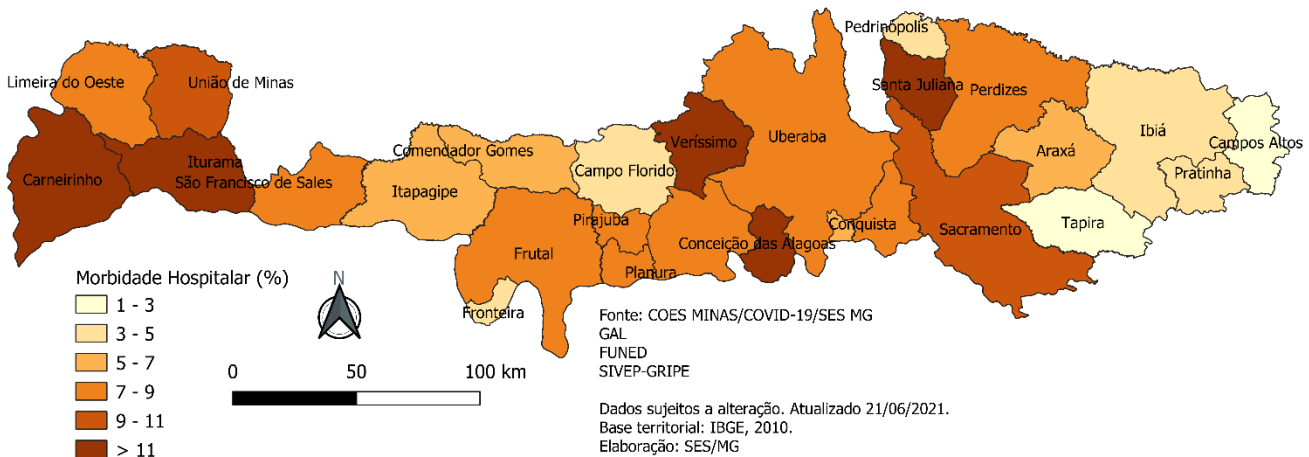 Pedrinópolis
Limeira do Oeste
União de Minas
Santa Juliana
Perdizes
Veríssimo
Uberaba
Ibiá
Campos Altos
Comendador Gomes
Araxá
Iturama
Carneirinho
São Francisco de Sales
Campo Florido
Pratinha
Itapagipe
Pirajuba
Conquista
Tapira
Sacramento
Conceição das Alagoas
Frutal
Planura
Fronteira
Morbidade Hospitalar (%)
1 - 3
3 - 5
5 - 7
7 - 9
9 - 11
> 11
N
0 50 100 km
Fonte: COES MINAS/COVID-19/SES MG
GAL
FUNED
SIVEP-GRIPE
Dados sujeitos a alteração. Atualizado 21/06/2021.
Base territorial: IBGE, 2010.
Elaboração: SES/MG